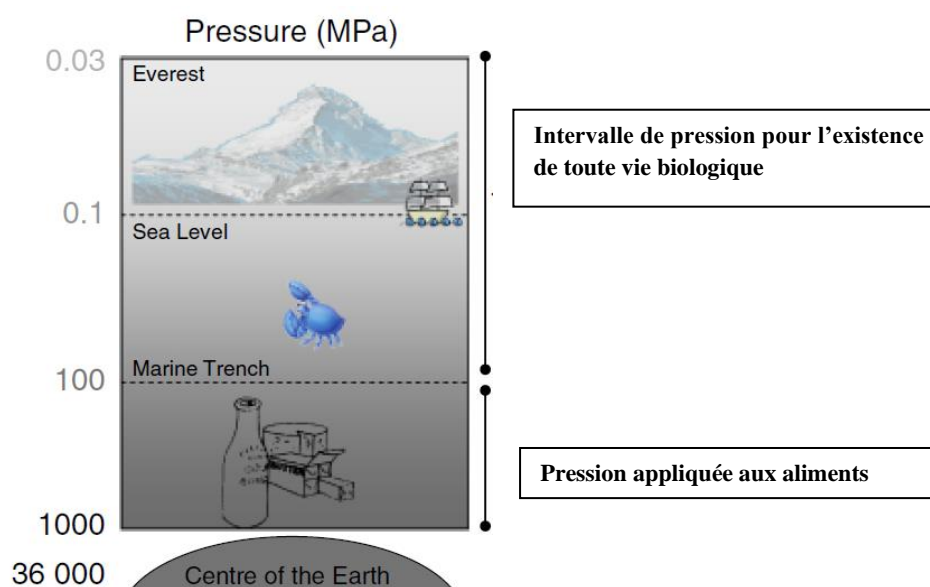 Pressure (MPa)
0.03
Everest
Intervalle de pression pour l'existence
de toute vie biologique
0.1
Sea Level
Marine Trench
100
Pression appliquée aux aliments
1000
36 000
Centre of the Earth